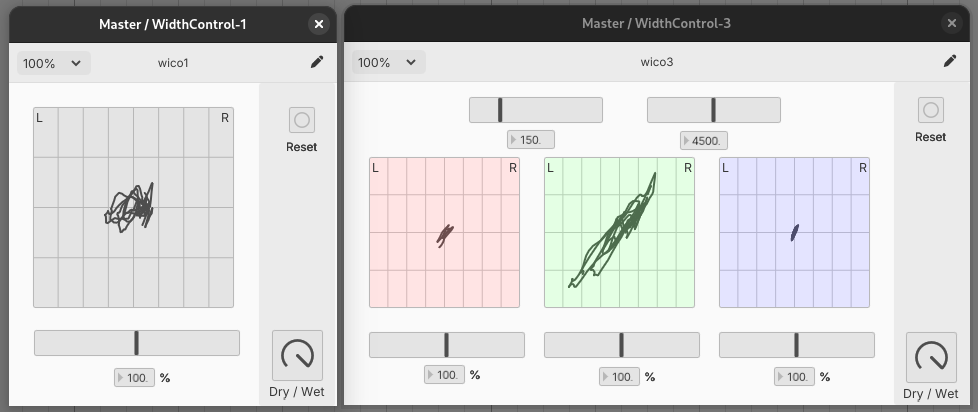 Master / WidthControl-1
100%
wico1
L
R
Reset
100.
%
Dry / Wet
Master / WidthControl-3
100%
wico3
150.
4500.
L
R
L
R
L
R
Reset
100.
%
100.
%
100.
%
Dry / Wet